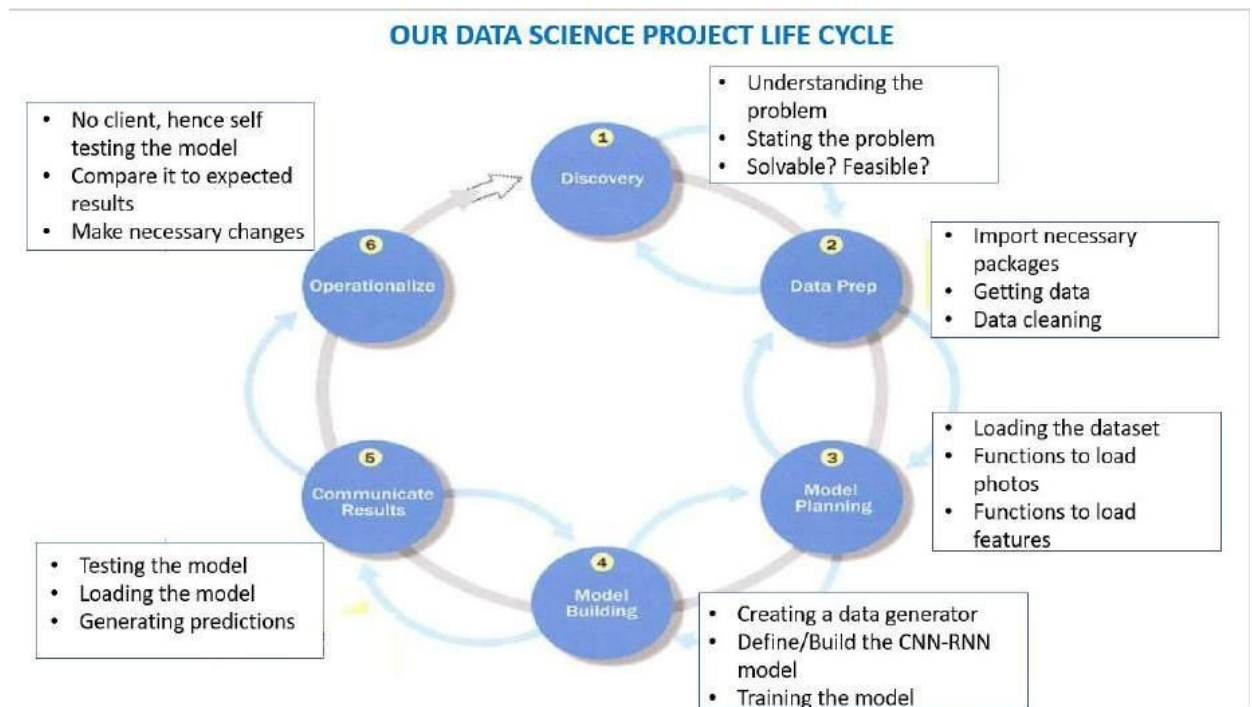 OUR DATA SCIENCE PROJECT LIFE CYCLE
1
Discovery
• Understanding the
problem
• Stating the problem
• Solvable? Feasible?
2
Data Prep
• Import necessary
packages
• Getting data
• Data cleaning
3
Model
Planning
• Loading the dataset
• Functions to load
photos
• Functions to load
features
4
Model
Building
• Creating a data generator
• Define/Build the CNN-RNN
model
• Training the model
5
Communicate
Results
• Testing the model
• Loading the model
• Generating predictions
6
Operationalize
• No client, hence self
testing the model
• Compare it to expected
results
• Make necessary changes